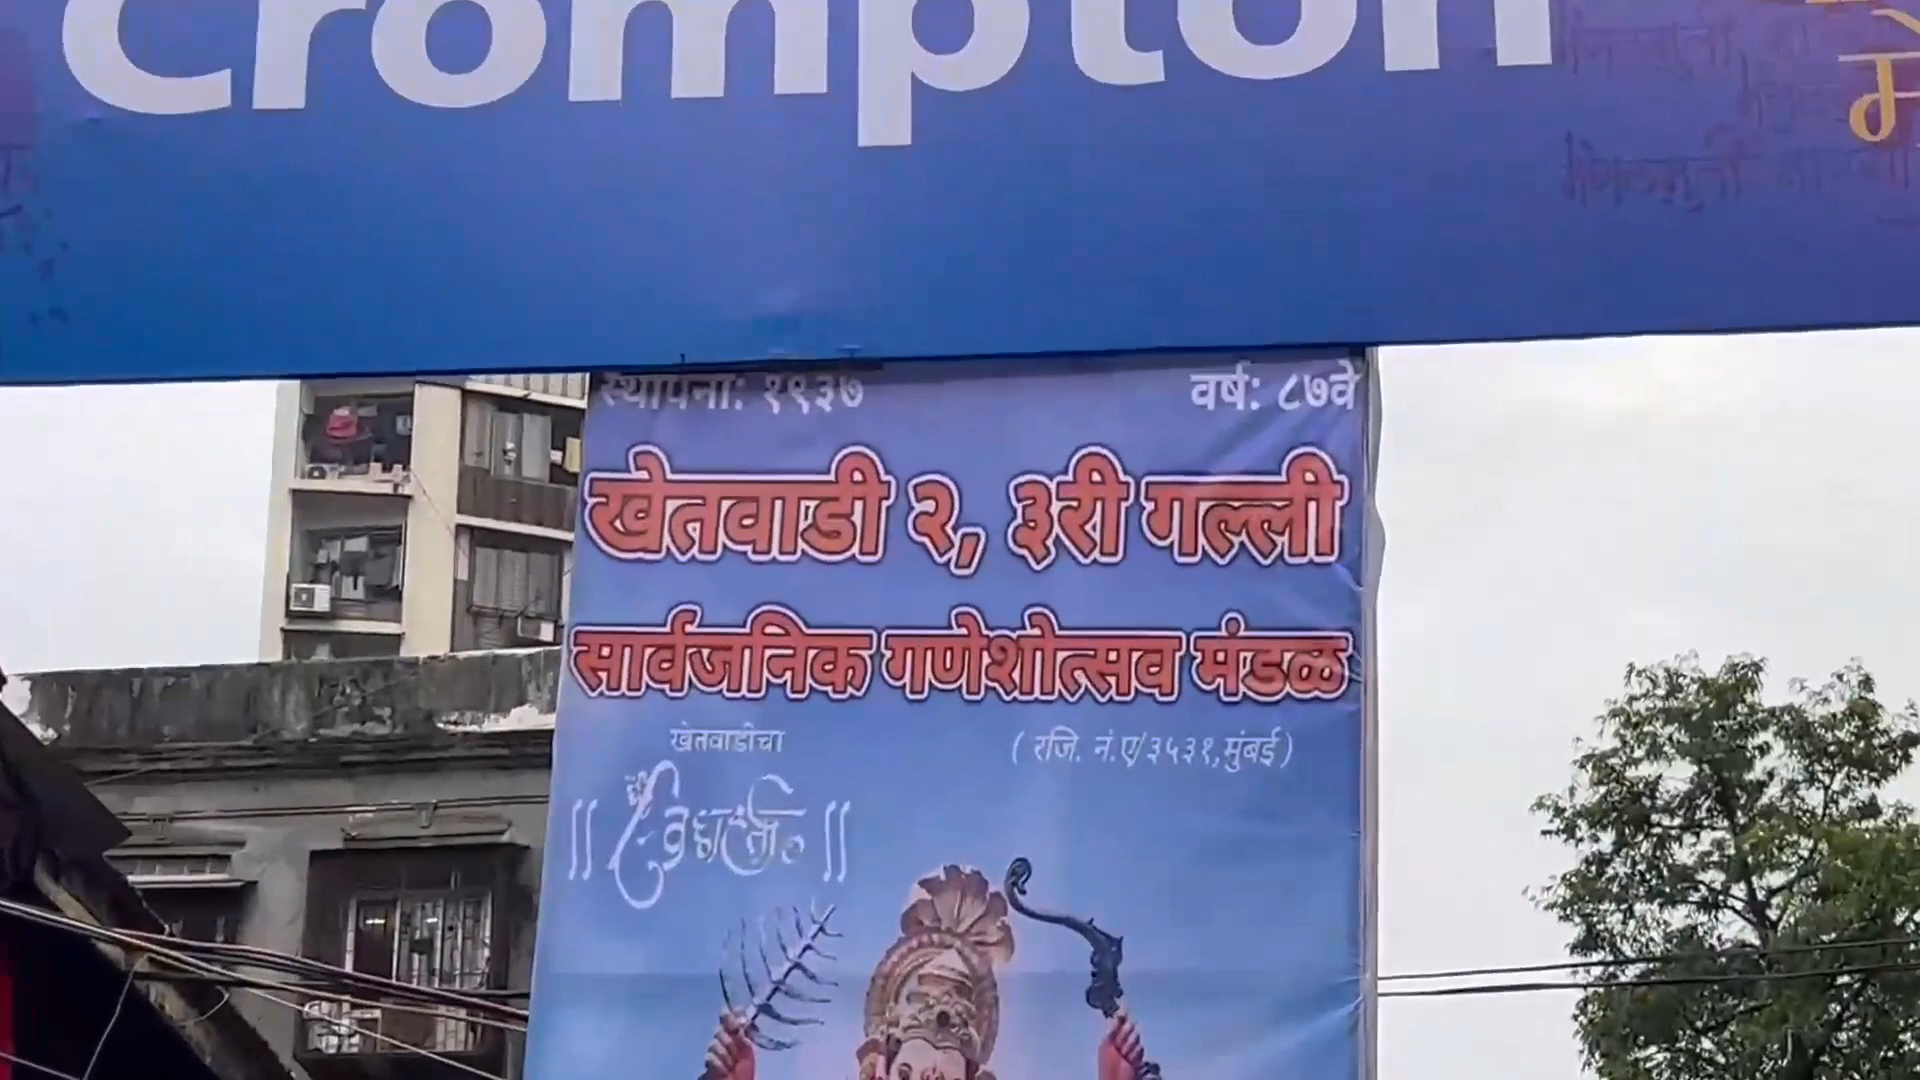 Crompton
स्थापना: १९३७
वर्ष: ८७वे
खेतवाडी २, ३री गल्ली
सार्वजनिक गणेशोत्सव मंडळ
खेतवाडीचा
( रजि. नं.ए/३५३१,मुंबई )